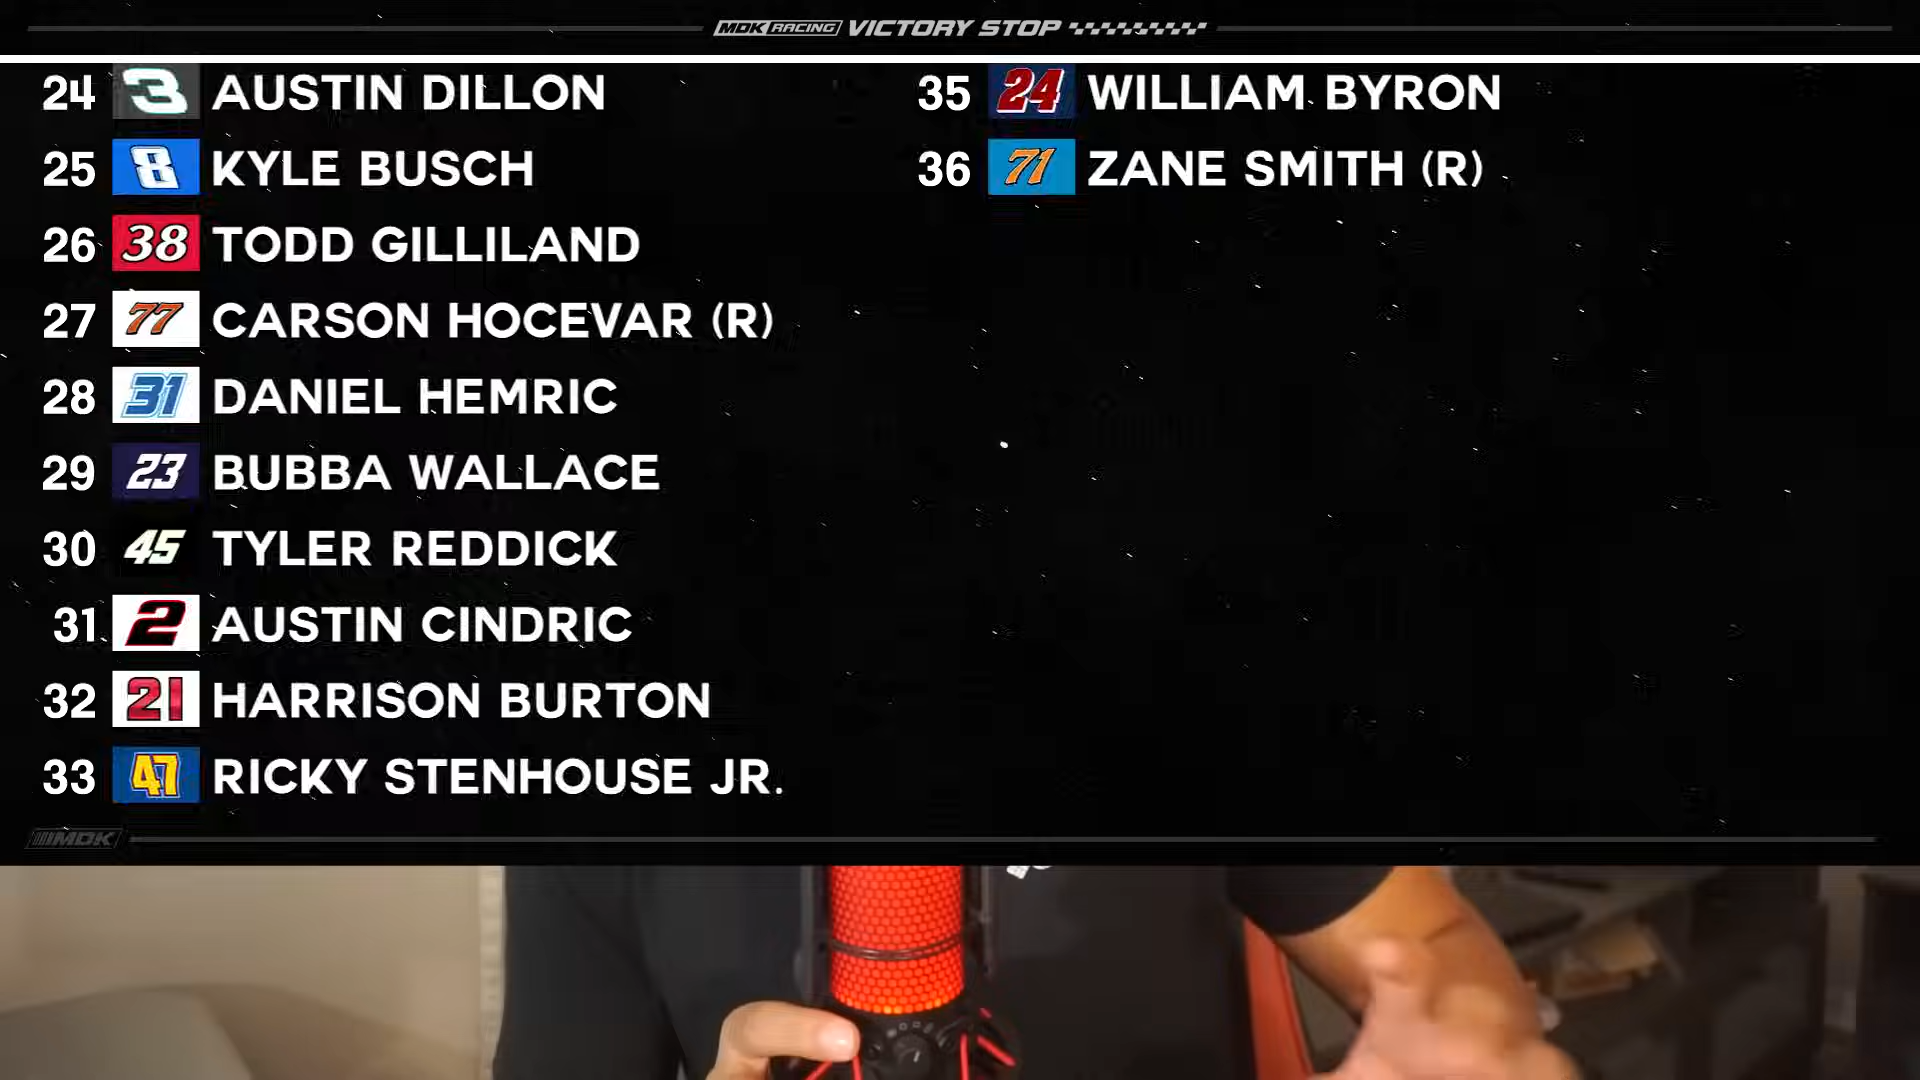 MDK RACING VICTORY STOP
24 3 AUSTIN DILLON
25 8 KYLE BUSCH
26 38 TODD GILLILAND
27 77 CARSON HOCEVAR (R)
28 31 DANIEL HEMRIC
29 23 BUBBA WALLACE
30 45 TYLER REDDICK
31 2 AUSTIN CINDRIC
32 21 HARRISON BURTON
33 47 RICKY STENHOUSE JR.
35 24 WILLIAM BYRON
36 71 ZANE SMITH (R)
MDK